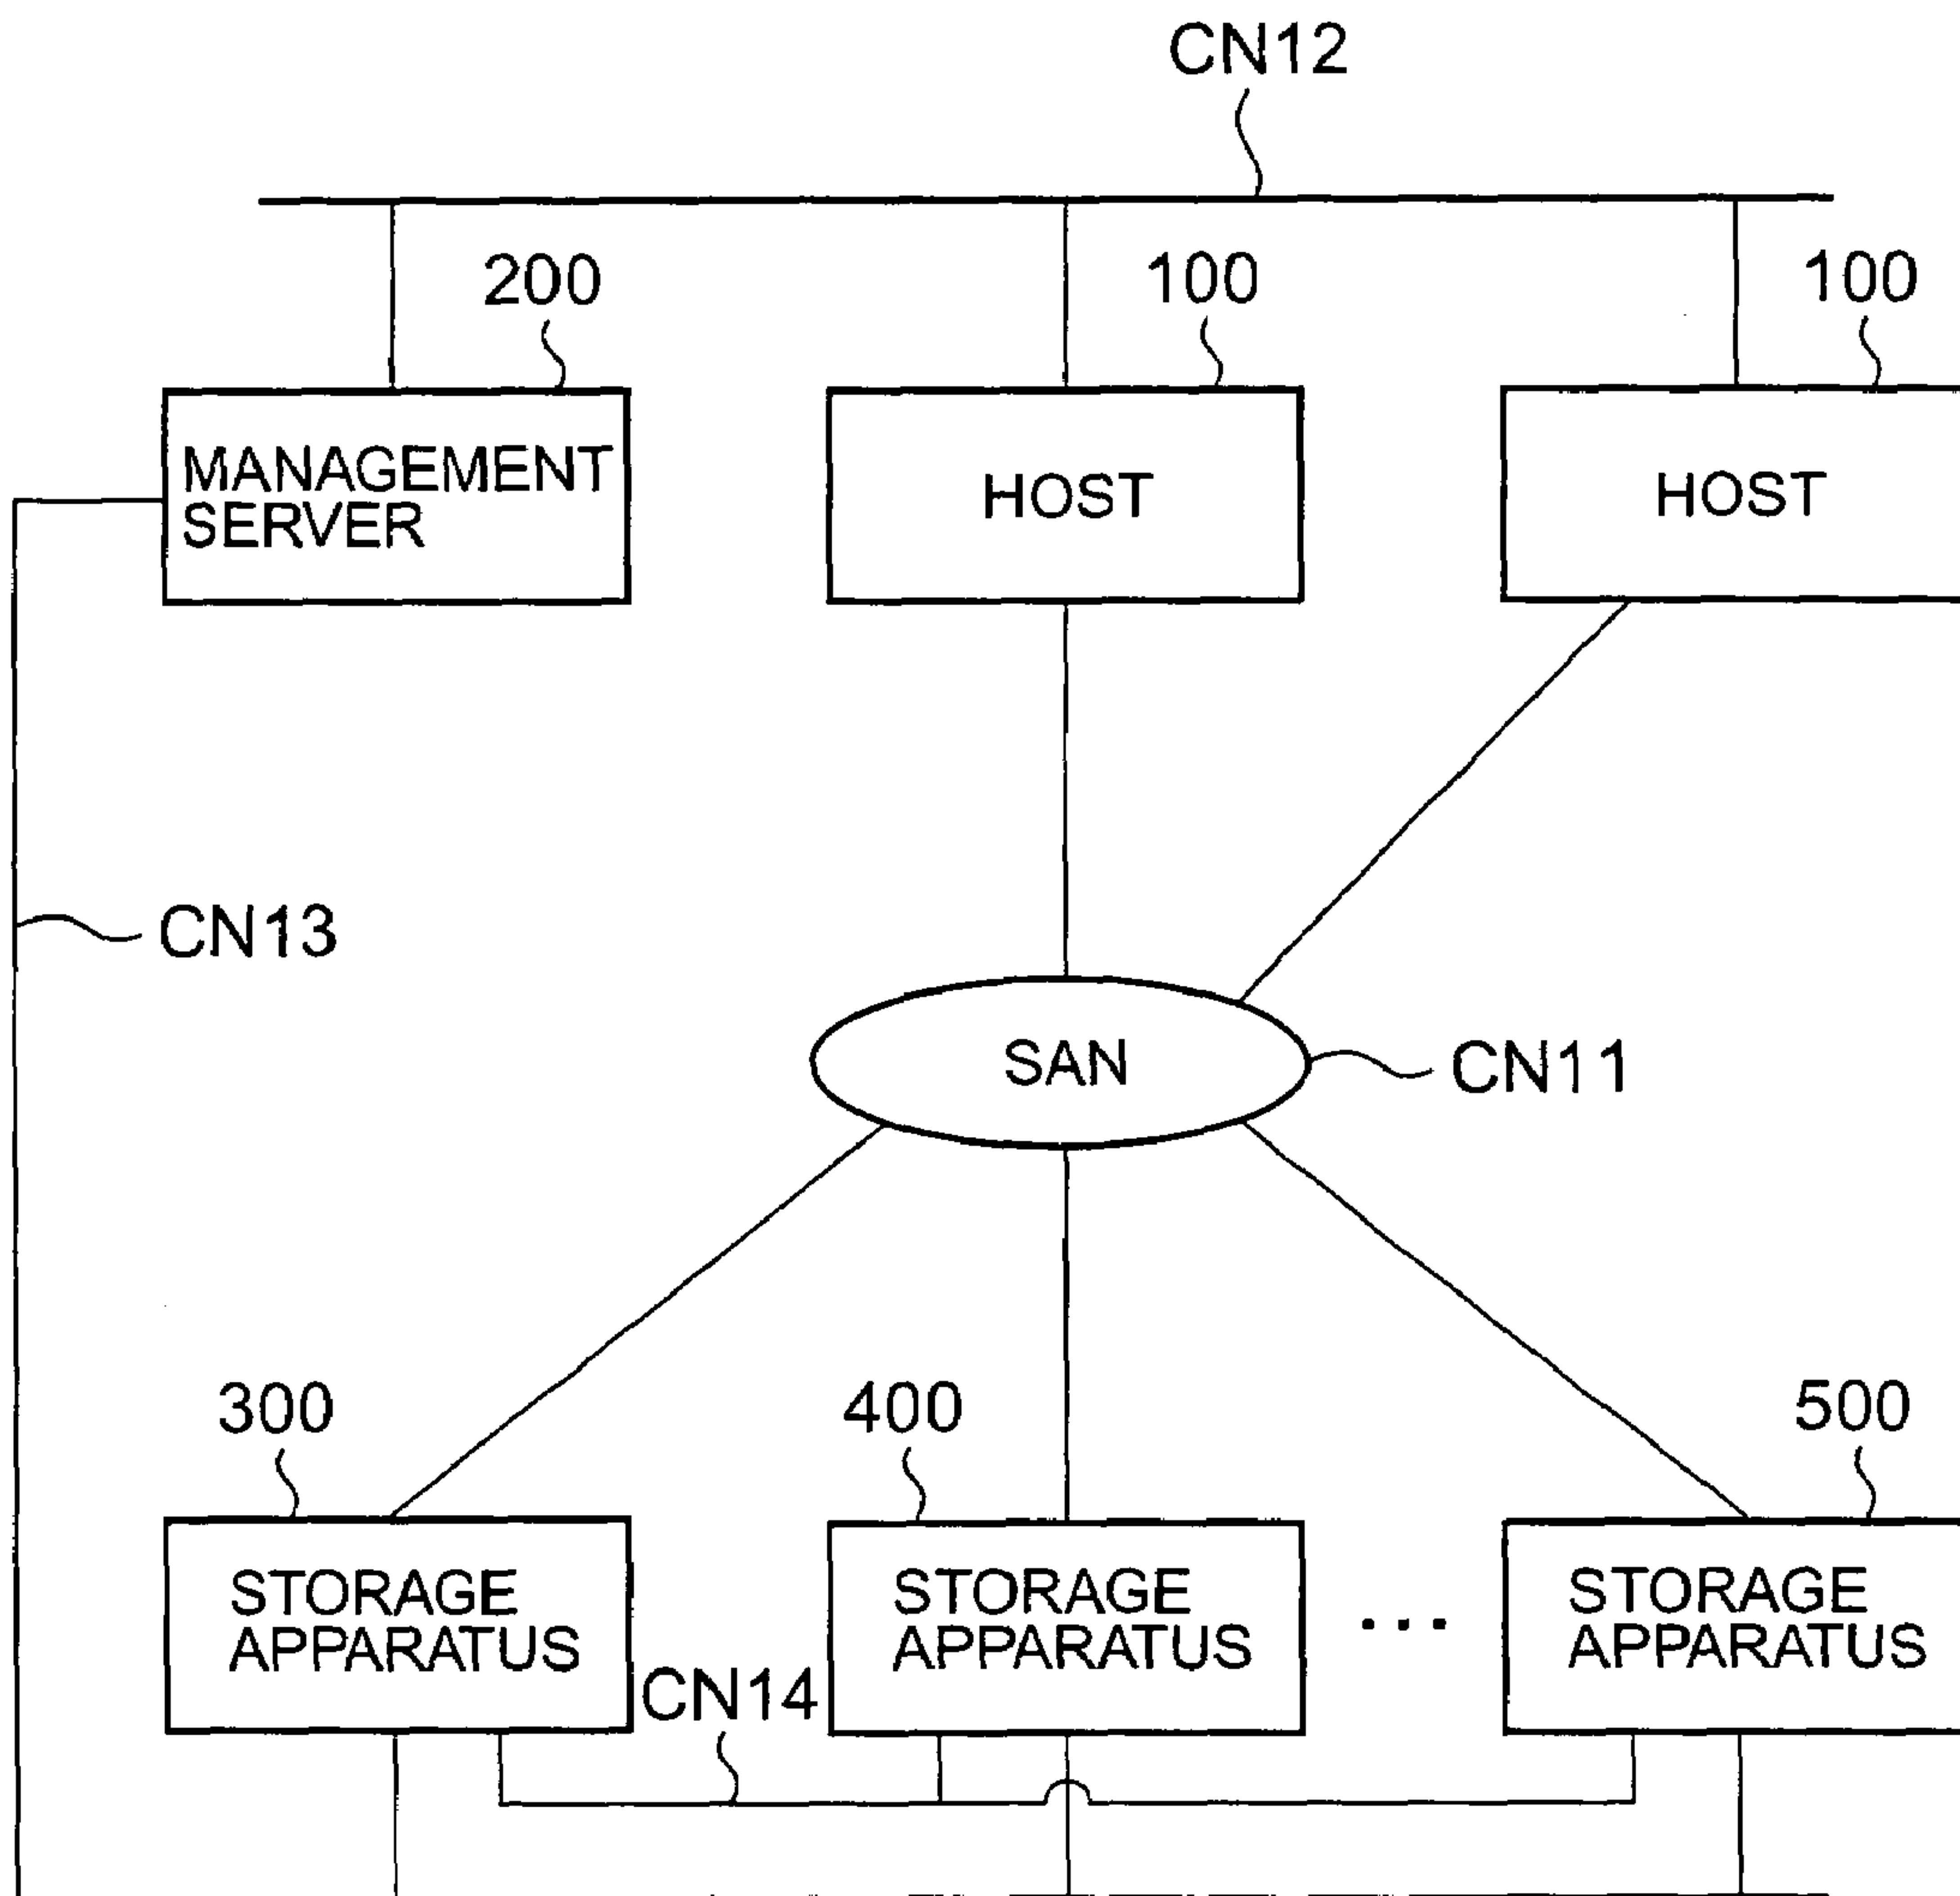 CN12
200
100
100
MANAGEMENT
SERVER
HOST
HOST
CN13
SAN
CN11
300
400
500
STORAGE
APPARATUS
STORAGE
APPARATUS
...
STORAGE
APPARATUS
CN14